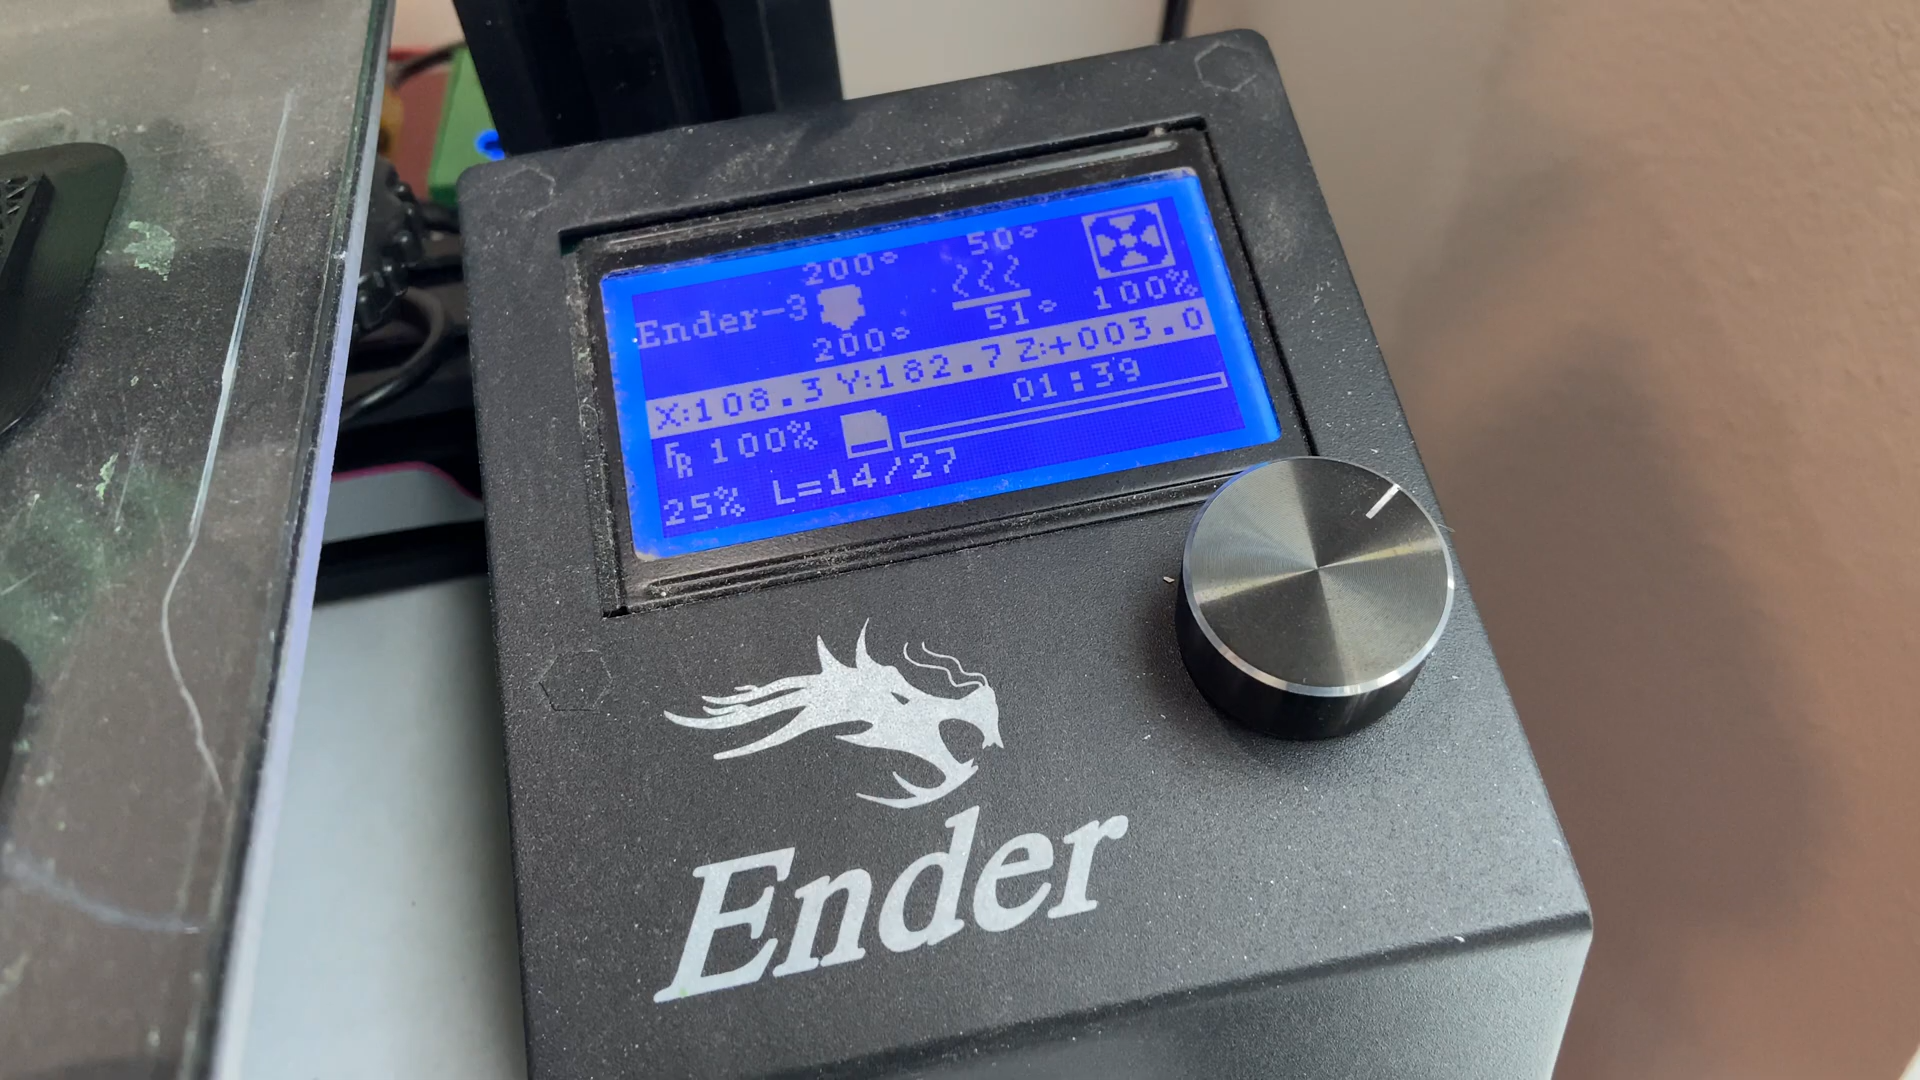 200° 50°
Ender-3
200° 51° 100%
X:108.3 Y:182.7 Z:+003.0
FR 100% 01:39
25% L=14/27
Ender